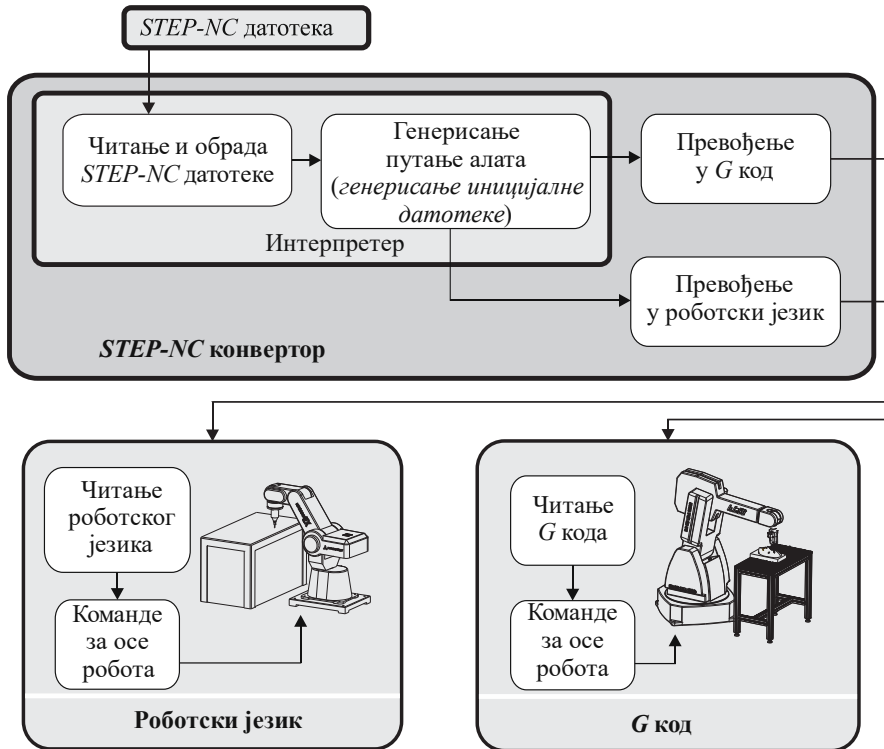 STEP-NC датотека
Читање и обрада
STEP-NC датотеке
Генерисање
путање алата
(генерисање иницијалне
датотеке)
Превођење
у G код
Интерпретер
Превођење
у роботски језик
STEP-NC конвертор
Читање
роботског
језика
Команде
за осе
робота
Роботски језик
Читање
G кода
Команде
за осе
робота
G код